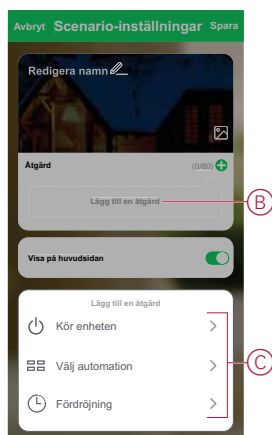 Avbryt Scenario-inställningar Spara
Redigera namn
Åtgärd (0/80)
Lägg till en åtgärd B
Visa på huvudsidan
Lägg till en åtgärd
Kör enheten
Välj automation C
Fördröjning